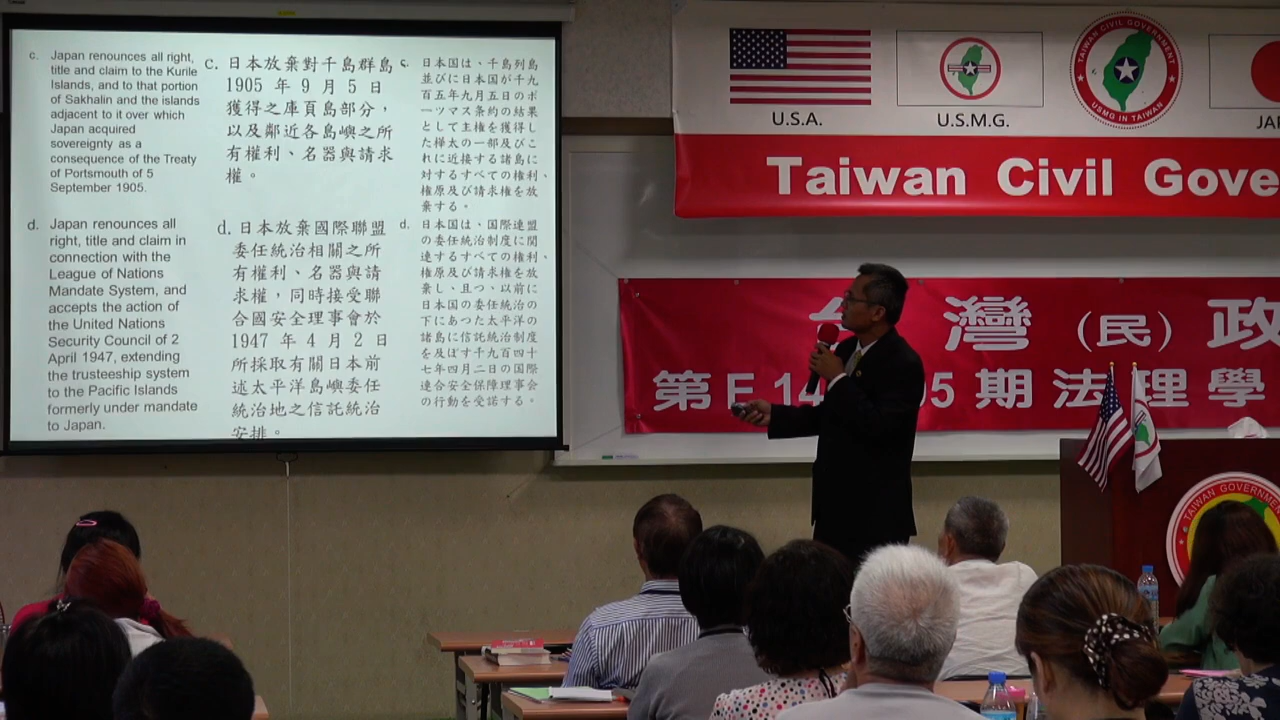 c. Japan renounces all right,
title and claim to the Kurile
Islands, and to that portion
of Sakhalin and the islands
adjacent to it over which
Japan acquired
sovereignty as a
consequence of the Treaty
of Portsmouth of 5
September 1905.
d. Japan renounces all
right, title and claim in
connection with the
League of Nations
Mandate System, and
accepts the action of
the United Nations
Security Council of 2
April 1947, extending
the trusteeship system
to the Pacific Islands
formerly under mandate
to Japan.
c. 日本放棄對千島群島
1905 年 9 月 5 日
獲得之庫頁島部分,
以及鄰近各島嶼之所
有權利、名器與請求
權。
d. 日本放棄國際聯盟
委任統治相關之所
有權利、名器與請
求權,同時接受聯
合國安全理事會於
1947 年 4 月 2 日
所採取有關日本前
述太平洋島嶼委任
統治地之信託統治
安排。
c. 日本国は、千島列島
並びに日本国が千九
百五年九月五日のポ
ーツマス条約の結果
として主権を獲得し
た樺太の一部及びこ
れに近接する諸島に
対するすべての権利、
権原及び請求権を放
棄する。
d. 日本国は、国際連盟
の委任統治制度に関
連するすべての権利、
権原及び請求権を放
棄し、且つ、以前に
日本国の委任統治の
下にあつた太平洋の
諸島に信託統治制度
を及ぼす千九百四十
七年四月二日の国際
連合安全保障理事会
の行動を受諾する。
U.S.A.
U.S.M.G.
TAIWAN CIVIL GOVERNMENT
USMG IN TAIWAN
JAP
Taiwan Civil Gove
灣 (民) 政
第 F 14 05 期 法 理 學
TAIWAN GOVERNMENT